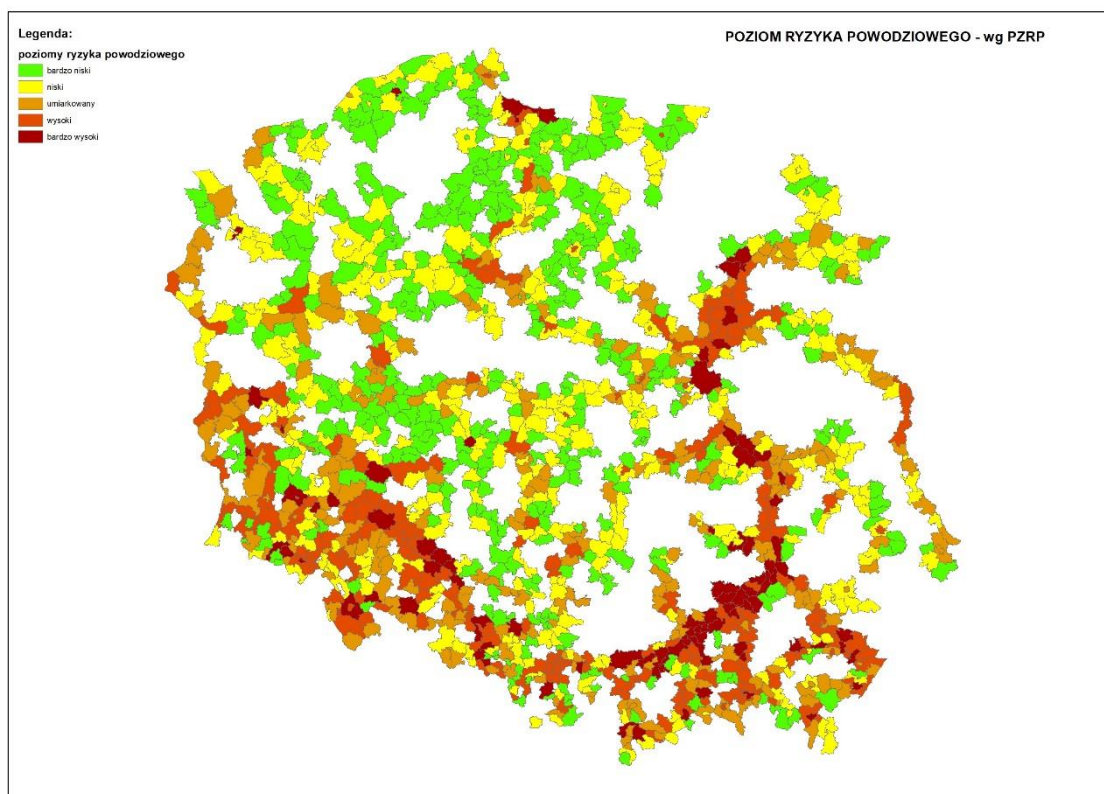 Legenda:
poziomy ryzyka powodziowego
bardzo niski
niski
umiarkowany
wysoki
bardzo wysoki
POZIOM RYZYKA POWODZIOWEGO - wg PZRP